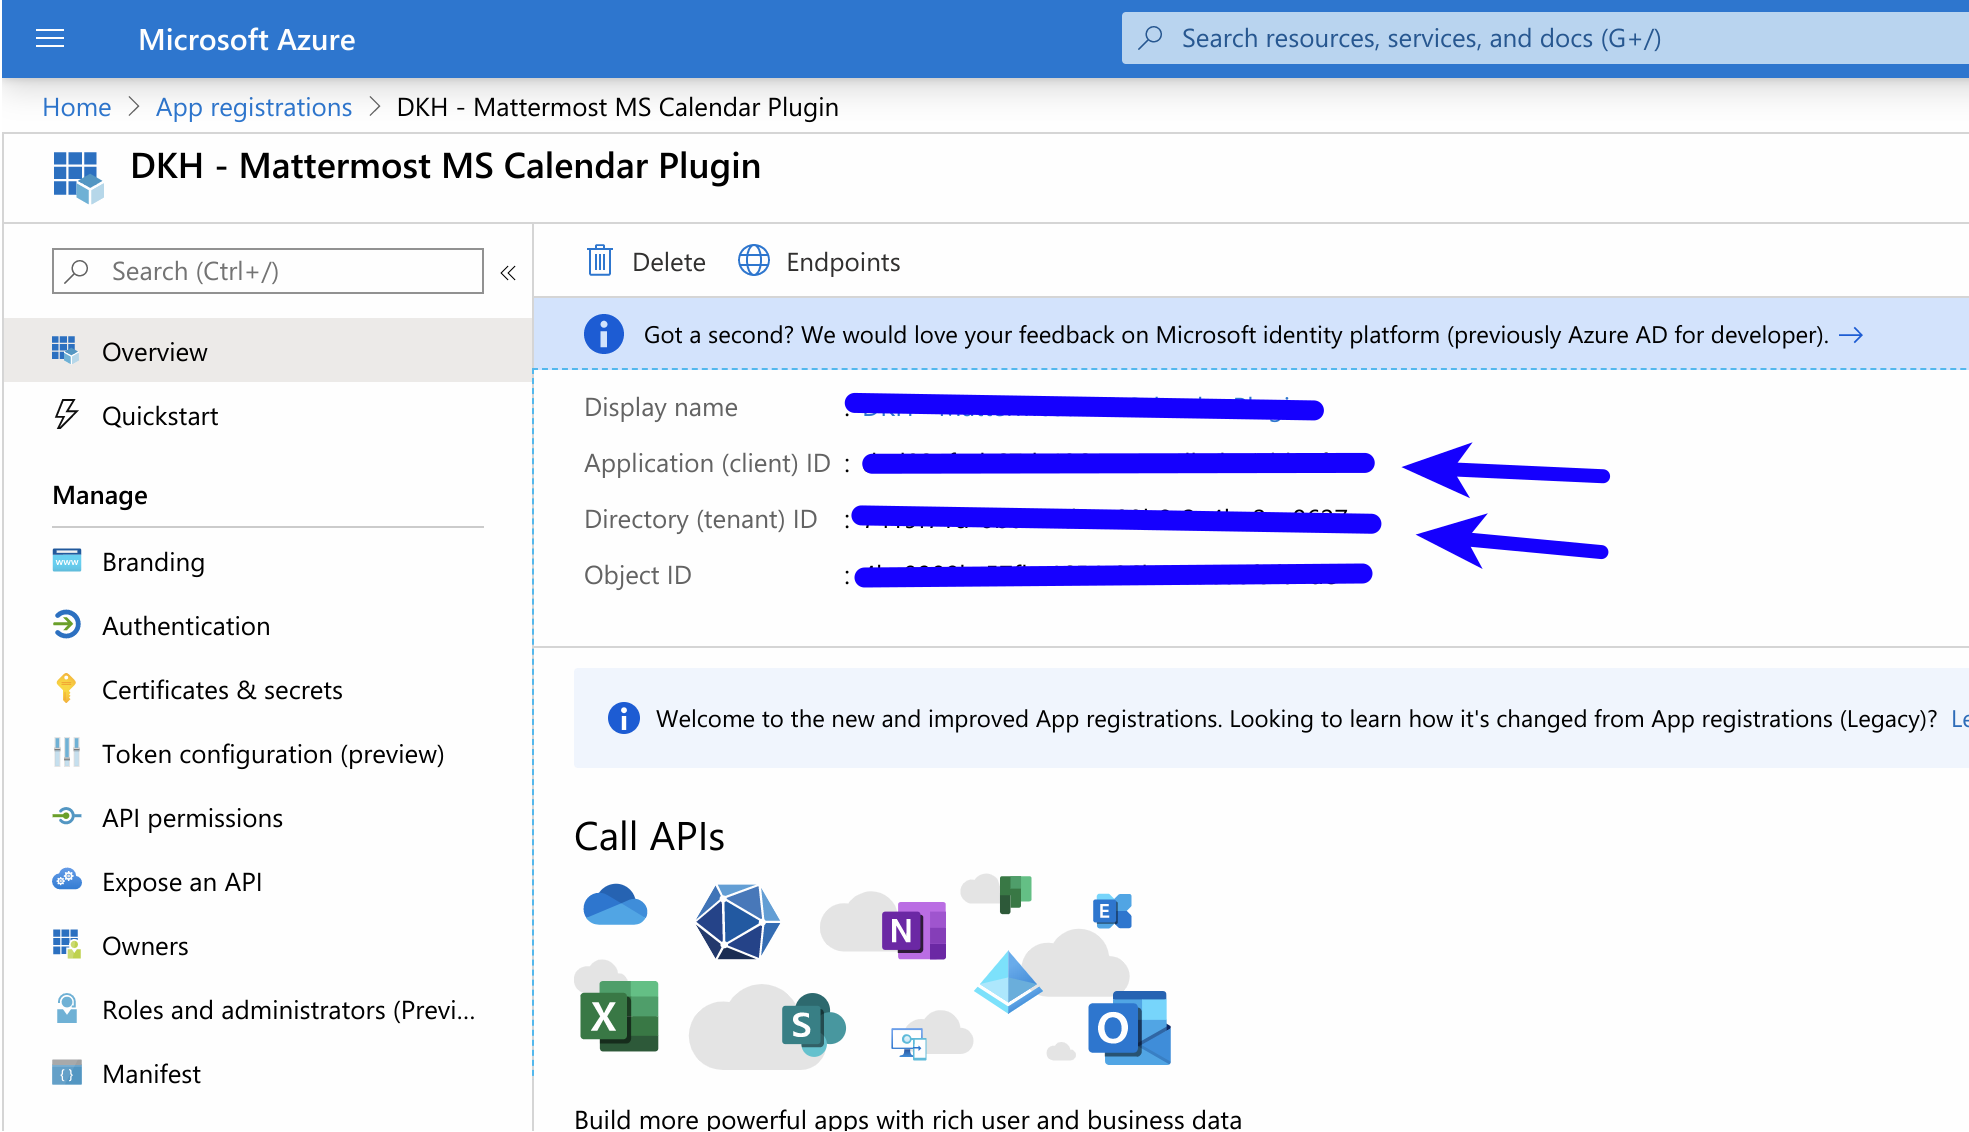 Microsoft Azure
Search resources, services, and docs (G+/)
Home > App registrations > DKH - Mattermost MS Calendar Plugin
DKH - Mattermost MS Calendar Plugin
Search (Ctrl+/)
«
Delete
Endpoints
Got a second? We would love your feedback on Microsoft identity platform (previously Azure AD for developer). →
Overview
Quickstart
Manage
Branding
Authentication
Certificates & secrets
Token configuration (preview)
API permissions
Expose an API
Owners
Roles and administrators (Previ...
Manifest
Display name :
Application (client) ID :
Directory (tenant) ID :
Object ID :
Welcome to the new and improved App registrations. Looking to learn how it's changed from App registrations (Legacy)? Le
Call APIs
N
E
X
S
O
Build more powerful apps with rich user and business data